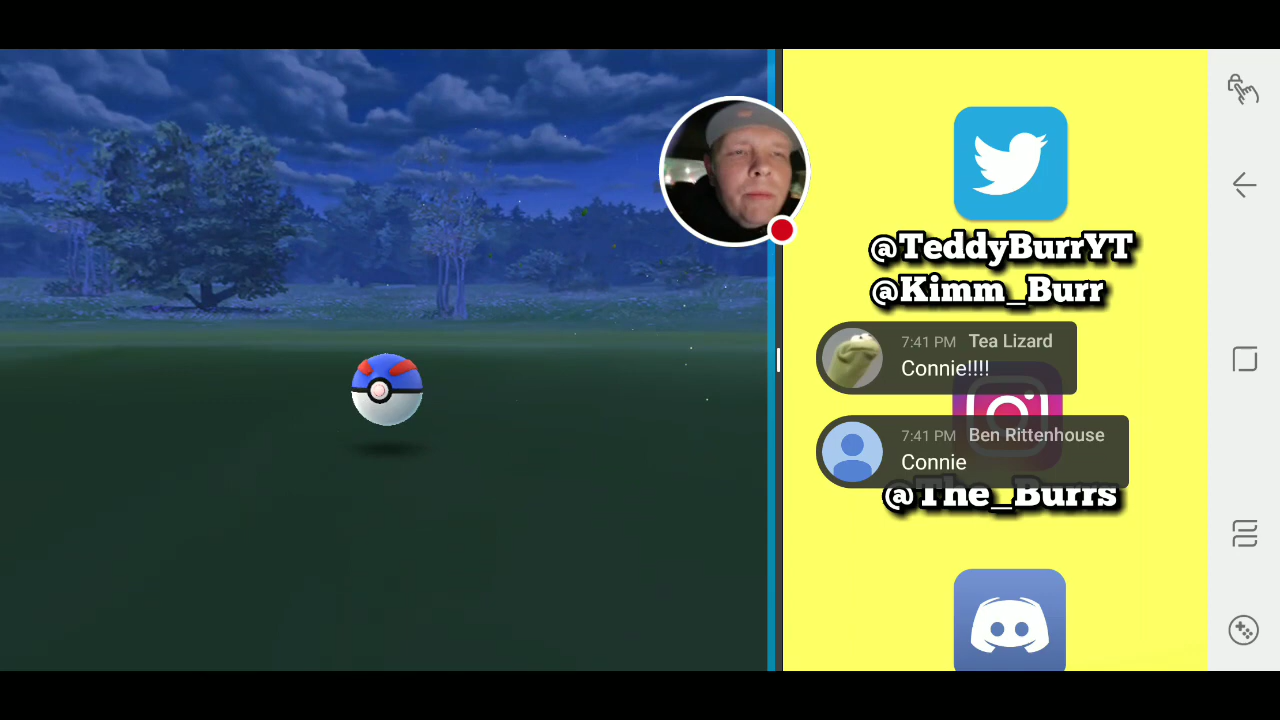 @TeddyBurrYT
@Kimm_Burr
7:41 PM Tea Lizard
Connie!!!!
7:41 PM Ben Rittenhouse
Connie
@The_Burrs